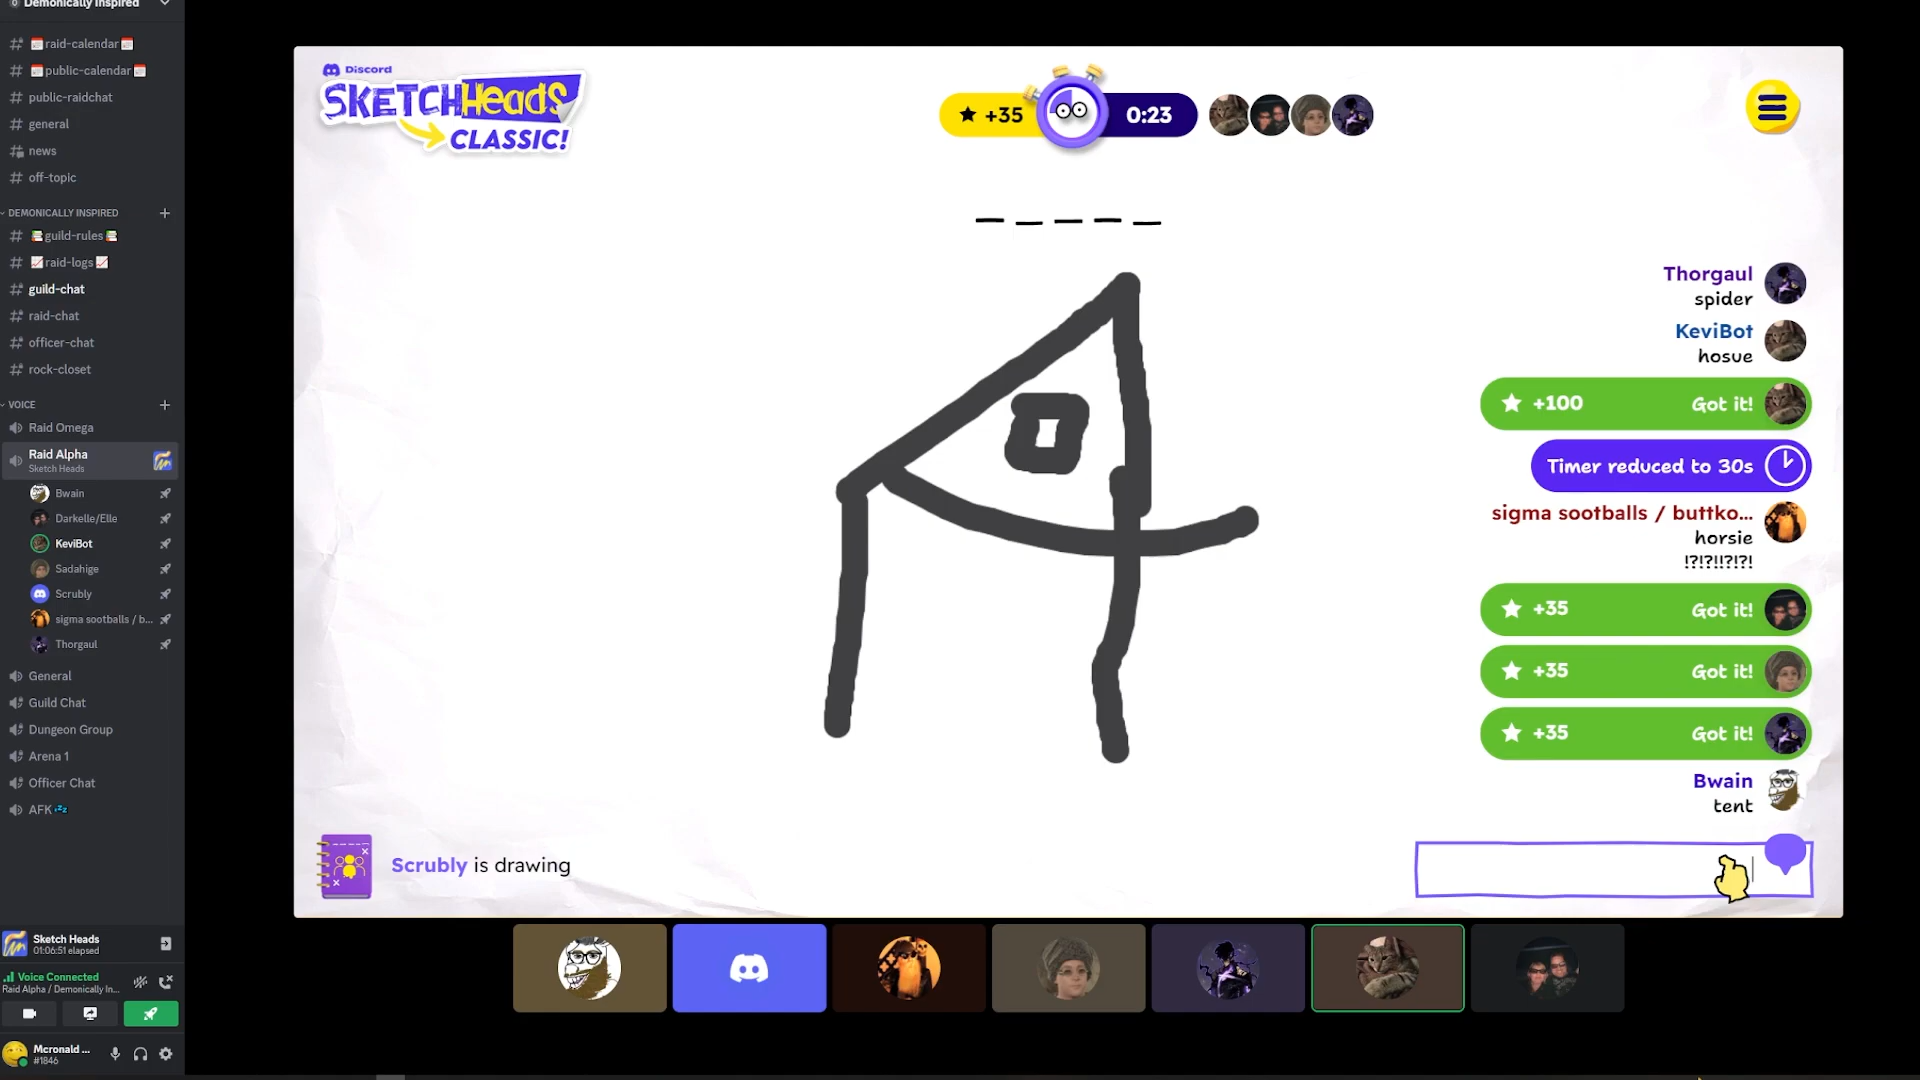 Demonically Inspired
raid-calendar
public-calendar
public-raidchat
general
news
off-topic
DEMONICALLY INSPIRED
guild-rules
raid-logs
guild-chat
raid-chat
officer-chat
rock-closet
VOICE
Raid Omega
Raid Alpha
Sketch Heads
Bwain
Darkelle/Elle
KeviBot
Sadahige
Scrubly
sigma sootballs / b...
Thorgaul
General
Guild Chat
Dungeon Group
Arena 1
Officer Chat
AFK
Sketch Heads
01:06:51 elapsed
Voice Connected
Raid Alpha / Demonically In...
Mcronald ...
#1846
Discord
SKETCHHeadS
CLASSIC!
+35
0:23
Thorgaul
spider
KeviBot
hosue
+100 Got it!
Timer reduced to 30s
sigma sootballs / buttko...
horsie
!?!?!!?!?!
+35 Got it!
+35 Got it!
+35 Got it!
Bwain
tent
Scrubly is drawing